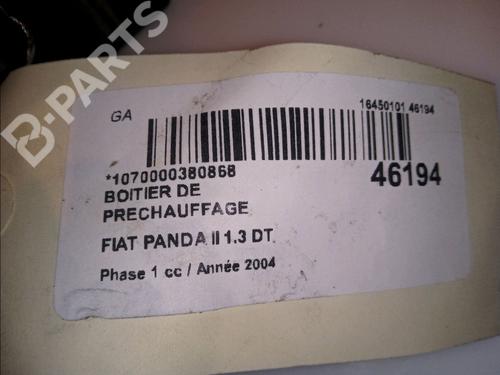 B-PARTS
GA
16450101 46194
*1070000380868
46194
BOITIER DE
PRECHAUFFAGE
FIAT PANDA II 1.3 DT
Phase 1 cc / Année 2004